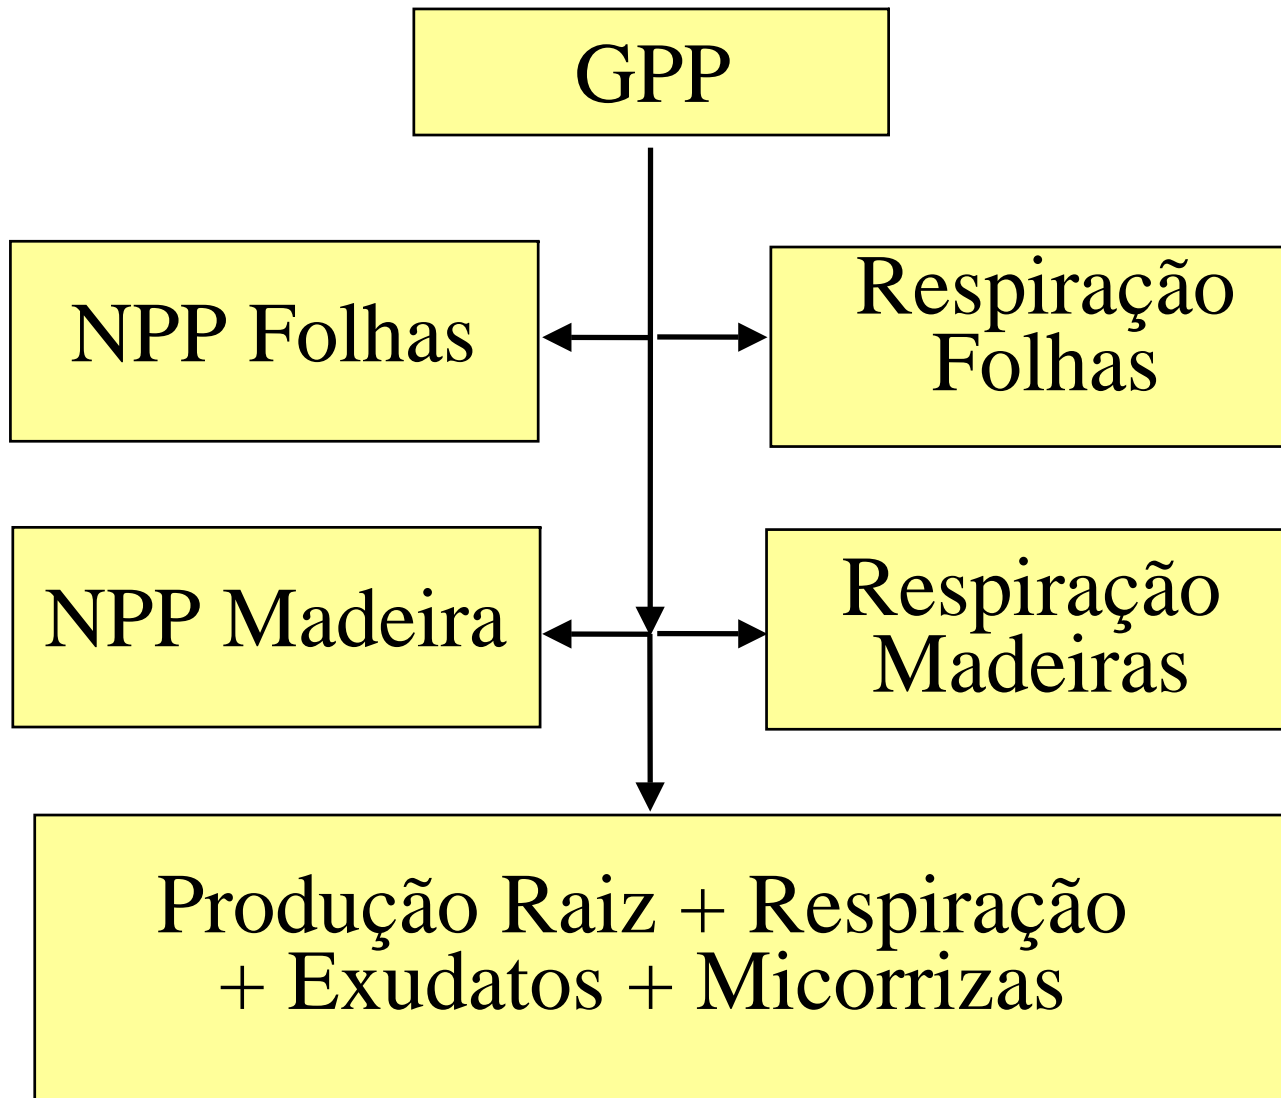 GPP
NPP Folhas
Respiração
Folhas
NPP Madeira
Respiração
Madeiras
Produção Raiz + Respiração
+ Exudatos + Micorrizas